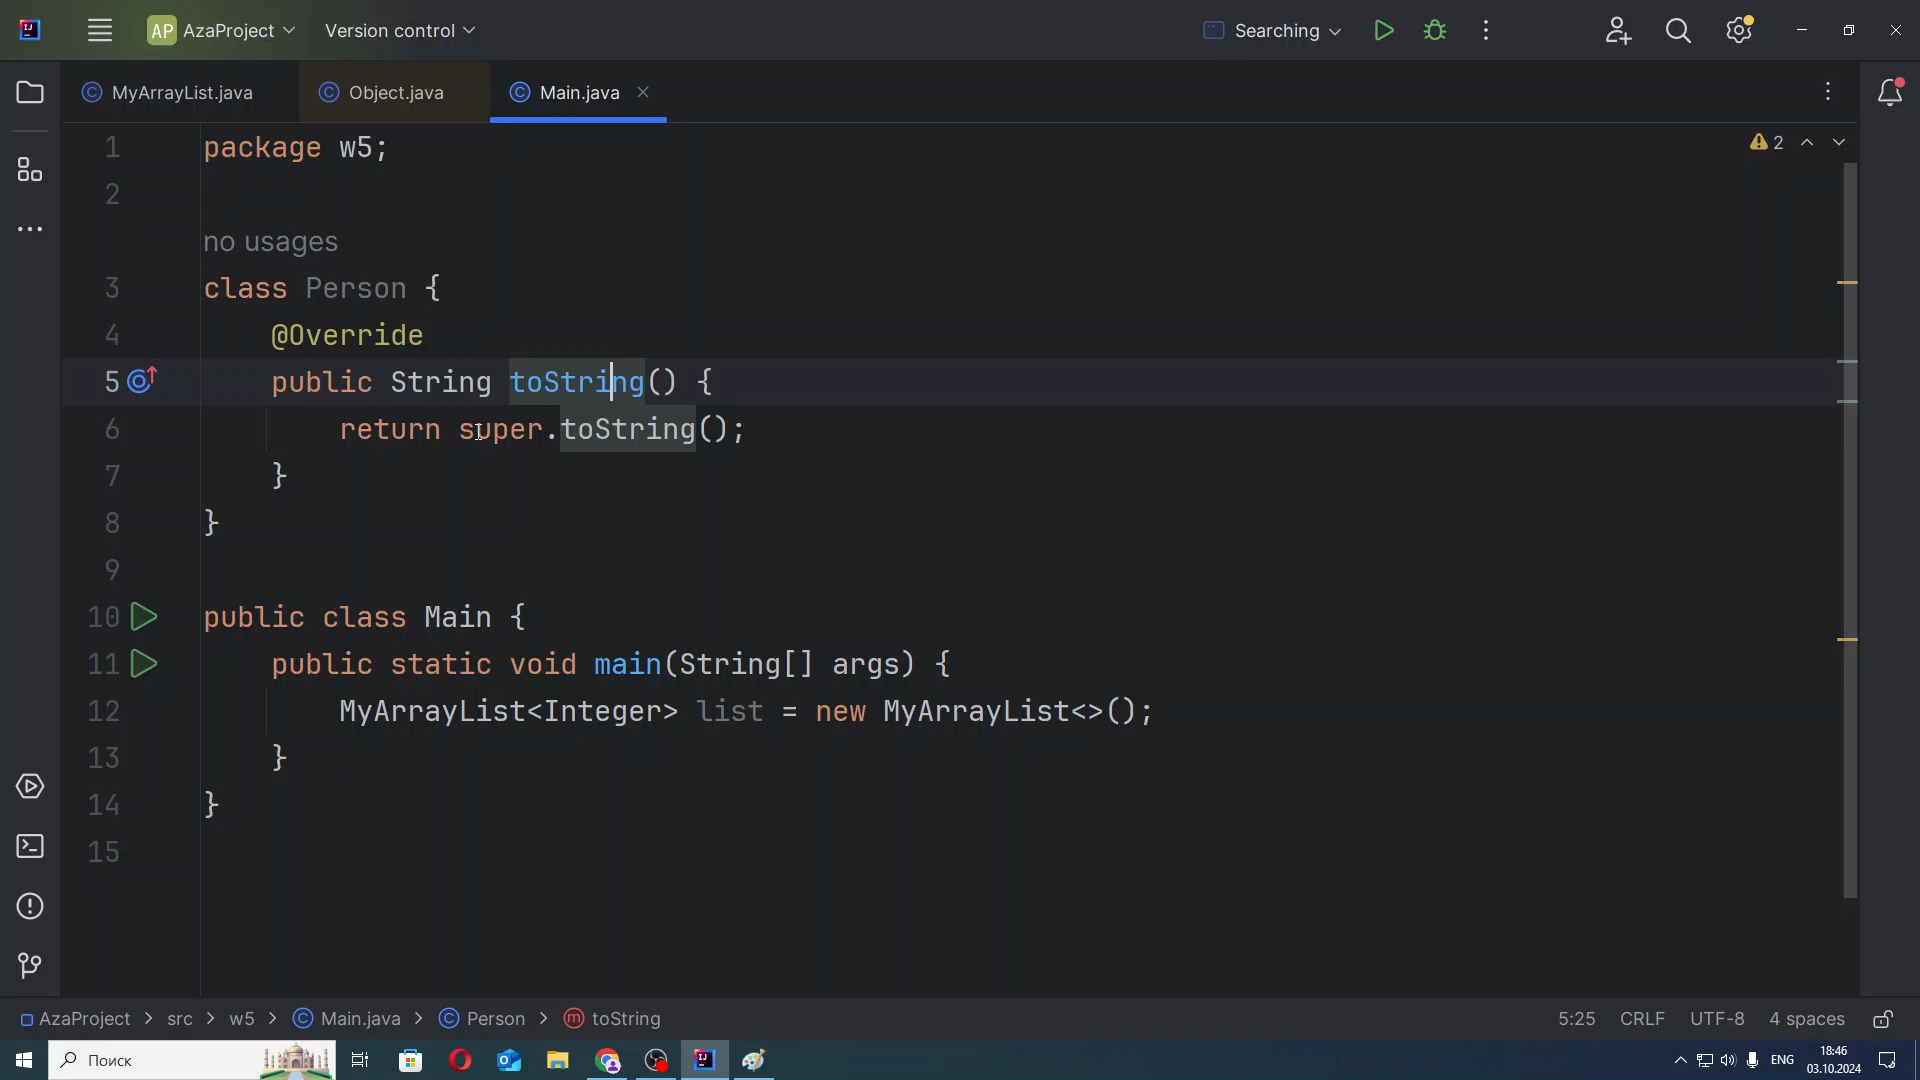 AP AzaProject Version control Searching
MyArrayList.java Object.java Main.java
1 package w5; 2
2
no usages
3 class Person {
4 @Override
5 public String toString() {
6 return super.toString();
7 }
8 }
9
10 public class Main {
11 public static void main(String[] args) {
12 MyArrayList<Integer> list = new MyArrayList<>();
13 }
14 }
15
AzaProject > src > w5 > Main.java > Person > toString 5:25 CRLF UTF-8 4 spaces
Поиск ENG 18:46
03.10.2024